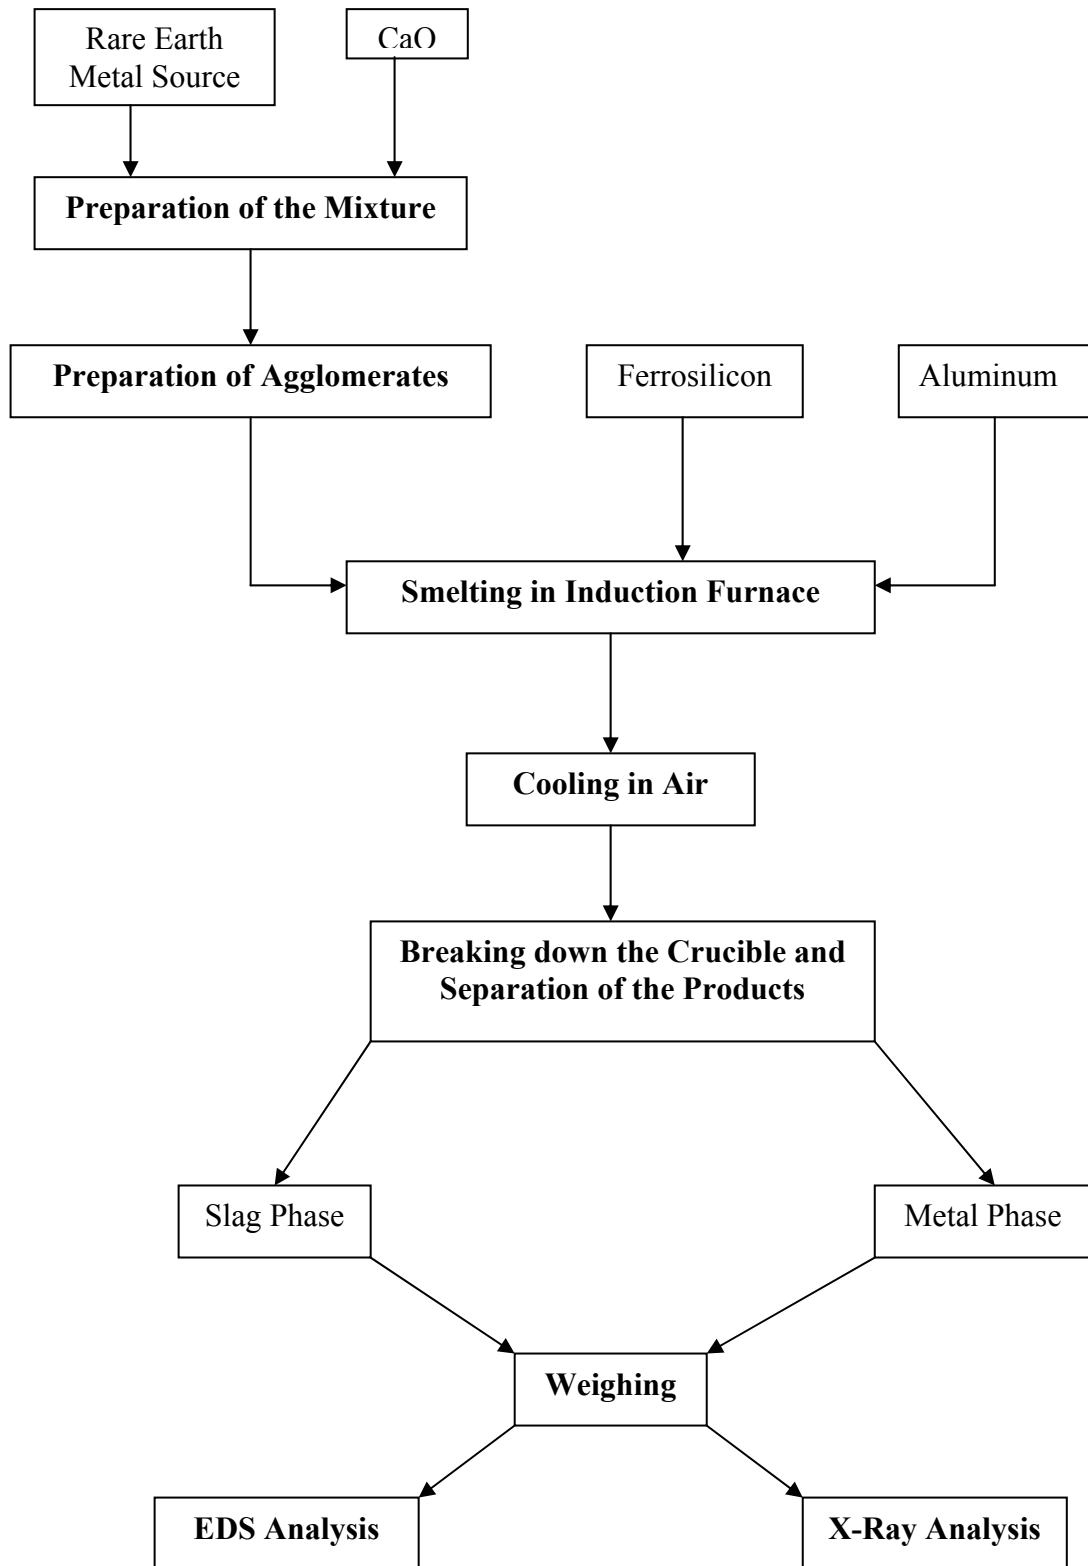 Rare Earth
Metal Source
CaO
Preparation of the Mixture
Preparation of Agglomerates
Ferrosilicon
Aluminum
Smelting in Induction Furnace
Cooling in Air
Breaking down the Crucible and
Separation of the Products
Slag Phase
Metal Phase
Weighing
EDS Analysis
X-Ray Analysis